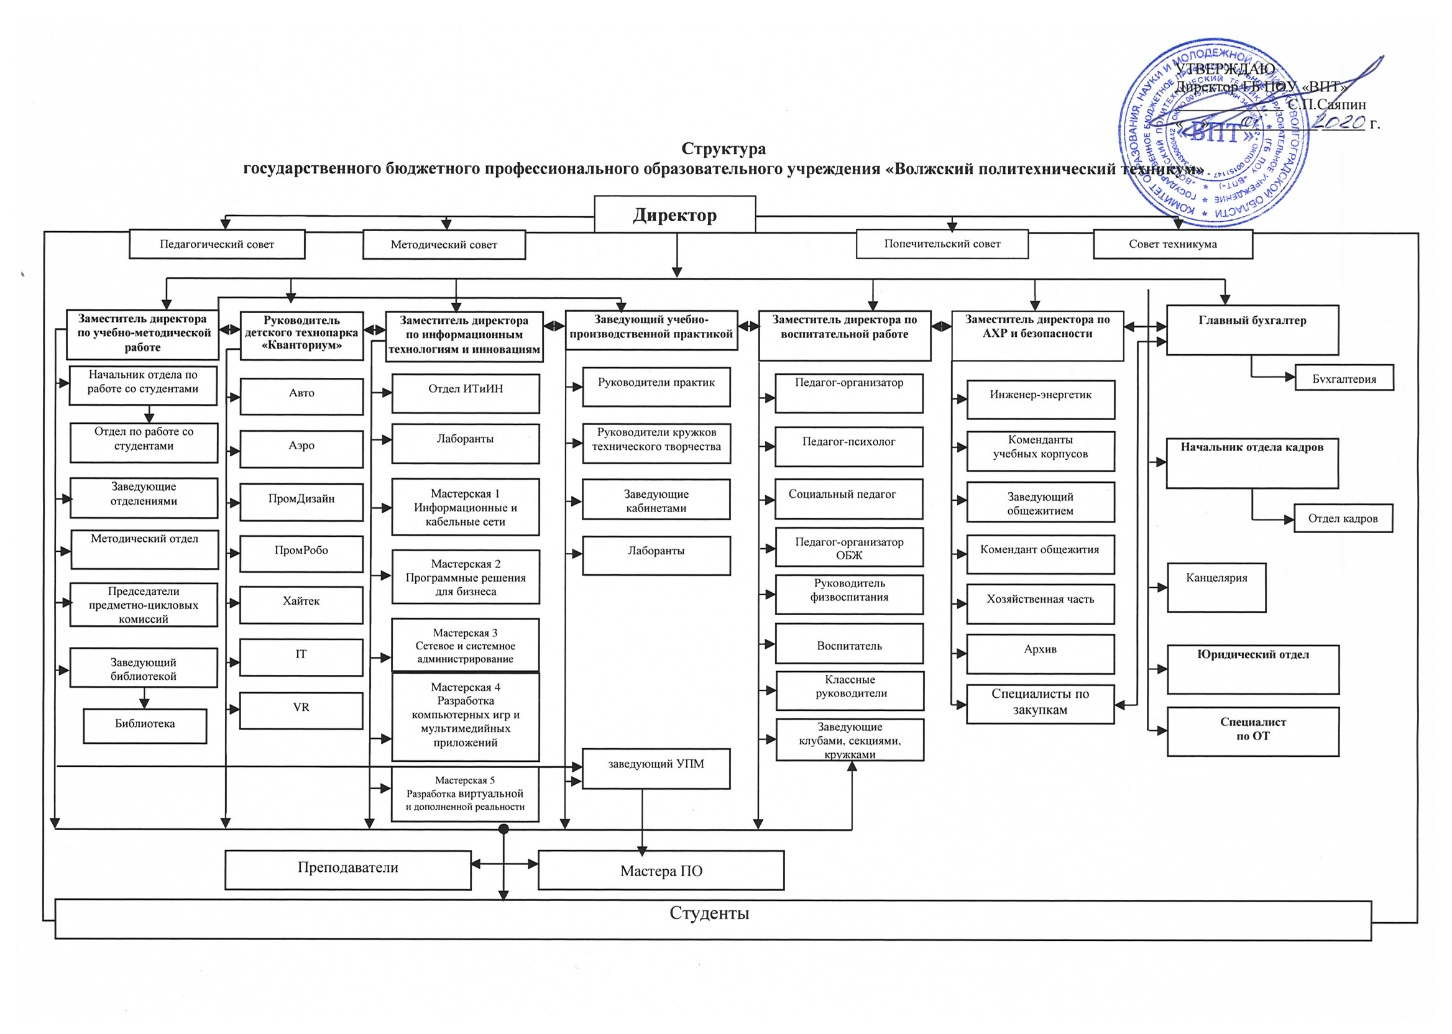 УТВЕРЖДАЮ
Директор ГБ ПОУ «ВПТ»
С.П.Саяпин
2020 г.
«ВПТ»
Структура
государственного бюджетного профессионального образовательного учреждения «Волжский политехнический техникум»
Директор
Педагогический совет
Методический совет
Попечительский совет
Совет техникума
Заместитель директора
по учебно-методической
работе
Начальник отдела по
работе со студентами
Отдел по работе со
студентами
Заведующие
отделениями
Методический отдел
Председатели
предметно-цикловых
комиссий
Заведующий
библиотекой
Библиотека
Руководитель
детского технопарка
«Кванториум»
Авто
Аэро
ПромДизайн
ПромРобо
Хайтек
IT
VR
Заместитель директора
по информационным
технологиям и инновациям
Отдел ИТиИН
Лаборанты
Мастерская 1
Информационные и
кабельные сети
Мастерская 2
Программные решения
для бизнеса
Мастерская 3
Сетевое и системное
администрирование
Мастерская 4
Разработка
компьютерных игр и
мультимедийных
приложений
Мастерская 5
Разработка виртуальной
и дополненной реальности
Заведующий учебно-
производственной практикой
Руководители практик
Руководители кружков
технического творчества
Заведующие
кабинетами
Лаборанты
заведующий УПМ
Заместитель директора по
воспитательной работе
Педагог-организатор
Педагог-психолог
Социальный педагог
Педагог-организатор
ОБЖ
Руководитель
физвоспитания
Воспитатель
Классные
руководители
Заведующие
клубами, секциями,
кружками
Заместитель директора по
АХР и безопасности
Инженер-энергетик
Коменданты
учебных корпусов
Заведующий
общежитием
Комендант общежития
Хозяйственная часть
Архив
Специалисты по
закупкам
Главный бухгалтер
Бухгалтерия
Начальник отдела кадров
Отдел кадров
Канцелярия
Юридический отдел
Специалист
по ОТ
Преподаватели
Мастера ПО
Студенты